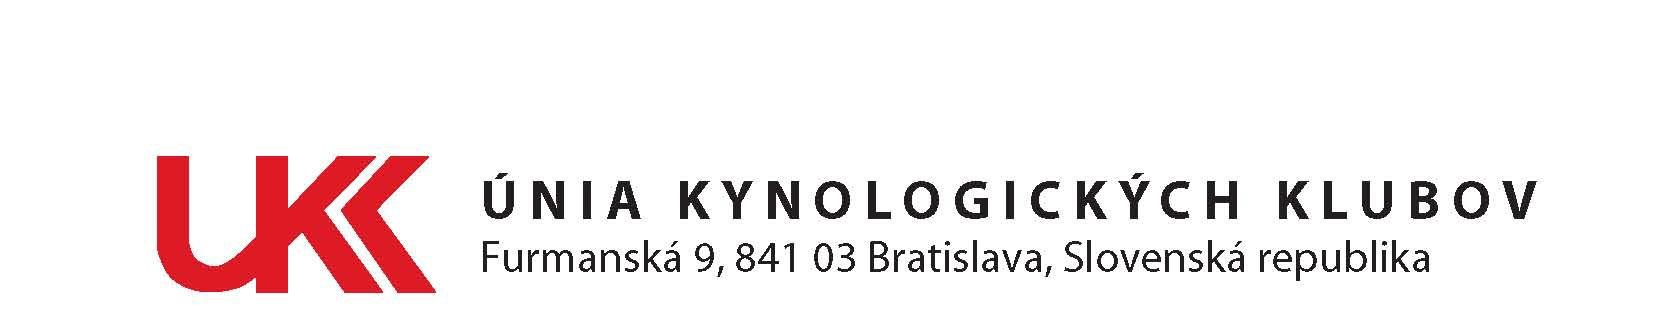 UKK
ÚNIA KYNOLOGICKÝCH KLUBOV
Furmanská 9, 841 03 Bratislava, Slovenská republika